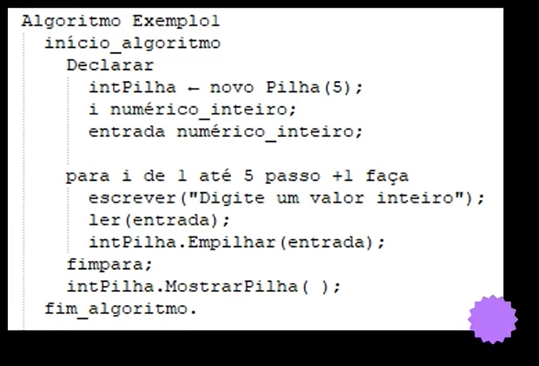 Algoritmo Exemplo1
início_algoritmo
Declarar
intPilha ← novo Pilha(5);
i numérico_inteiro;
entrada numérico_inteiro;
para i de 1 até 5 passo +1 faça
escrever("Digite um valor inteiro");
ler(entrada);
intPilha.Empilhar(entrada);
fimpara;
intPilha.MostrarPilha( );
fim_algoritmo.